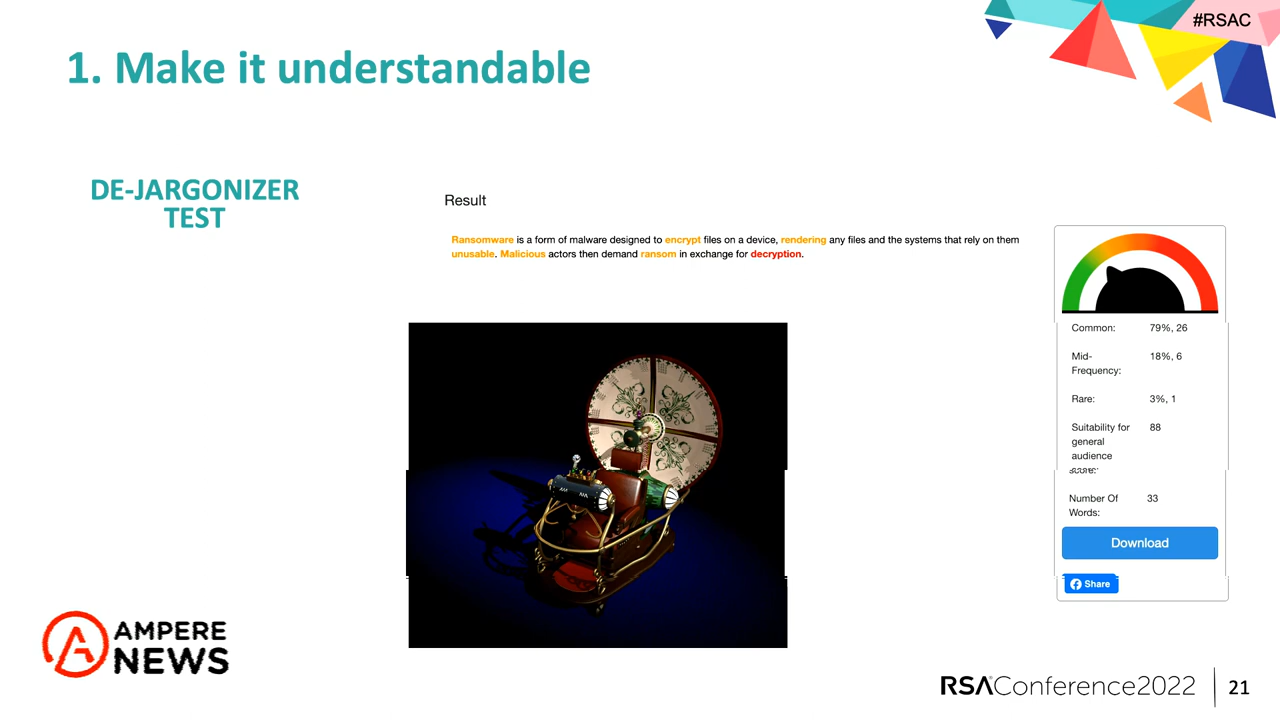 #RSAC
1. Make it understandable
DE-JARGONIZER
TEST
Result
Ransomware is a form of malware designed to encrypt files on a device, rendering any files and the systems that rely on them
unusable. Malicious actors then demand ransom in exchange for decryption.
Common: 79%, 26
Mid- 18%, 6
Frequency:
Rare: 3%, 1
Suitability for 88
general
audience
score:
Number Of 33
Words:
Download
Share
AMPERE
NEWS
RSAConference2022
21